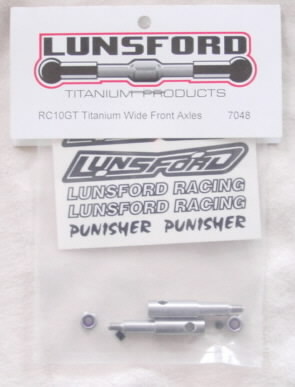 LUNSFORD
TITANIUM PRODUCTS
RC10GT Titanium Wide Front Axles 7048
LUNSFORD
LUNSFORD RACING
LUNSFORD RACING
PUNISHER PUNISHER